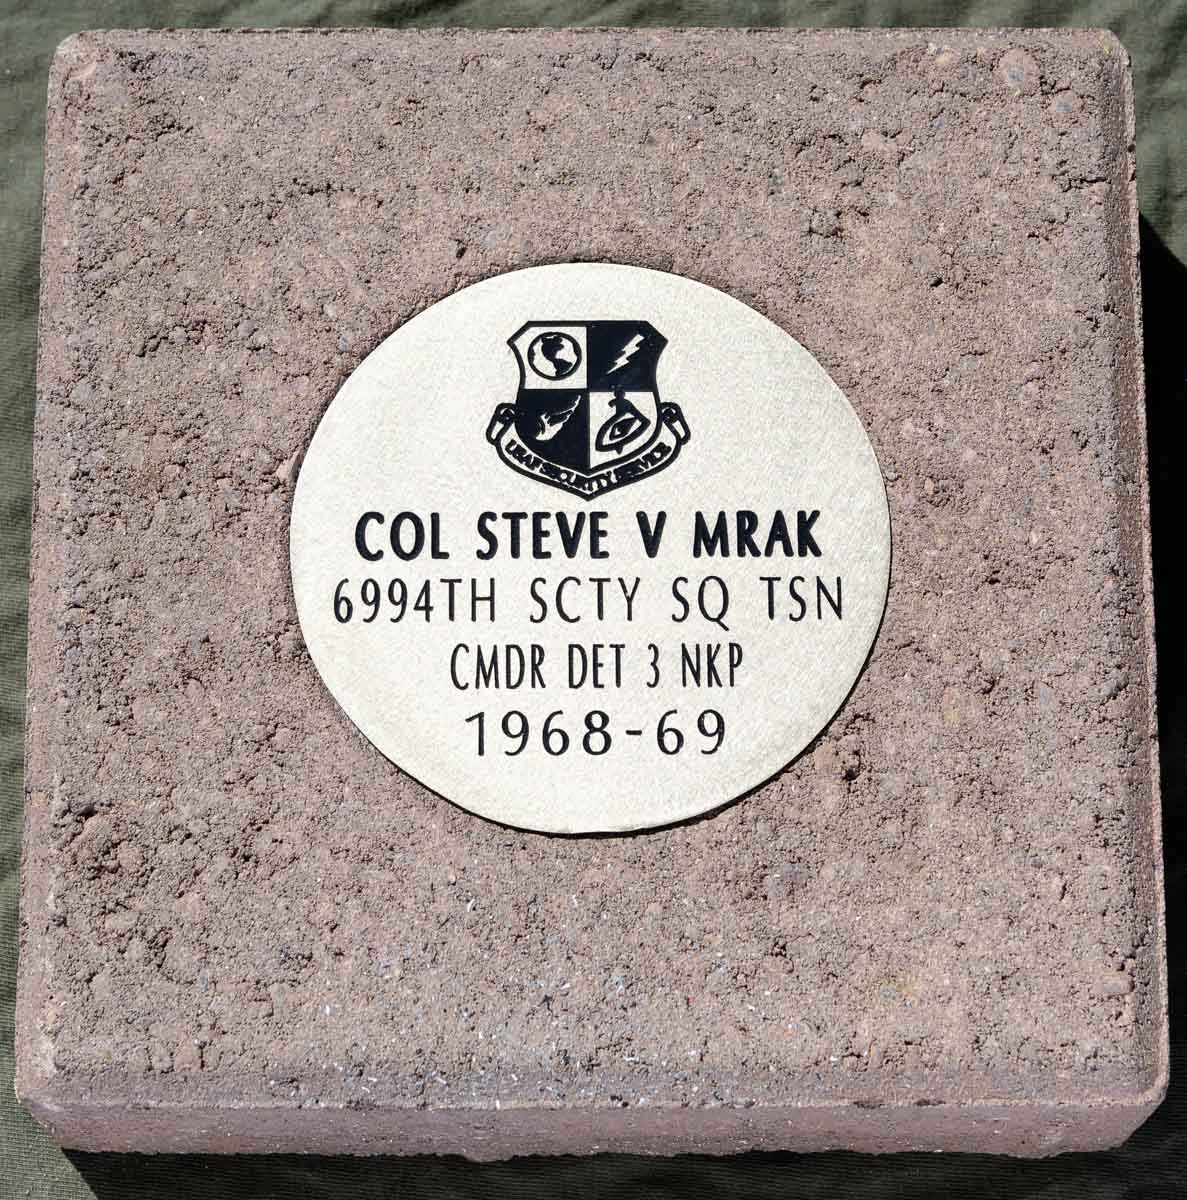 USAF SECURITY SERVICE
COL STEVE V MRAK
6994TH SCTY SQ TSN
CMDR DET 3 NKP
1968-69